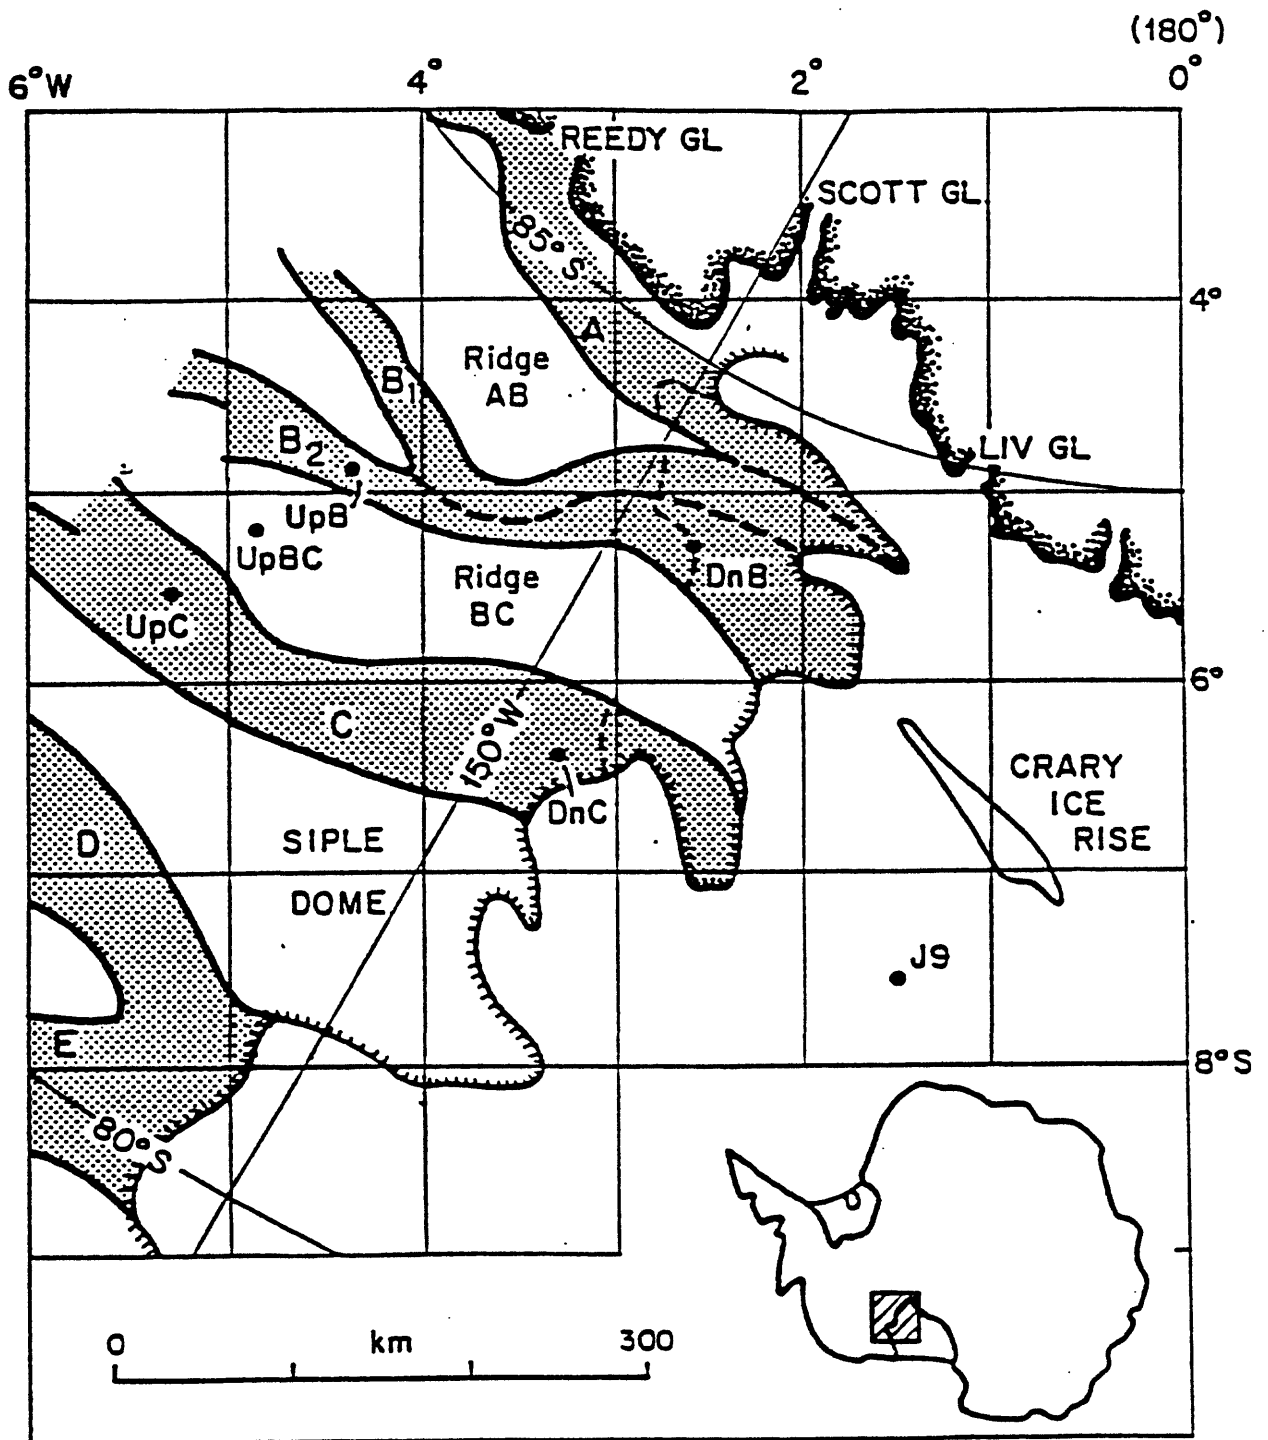 (180°)
6°W 4° 2° 0°
REEDY GL
SCOTT GL
85° S
4°
A
Ridge
AB
B1
B2
LIV GL
UpB
UpBC
DnB
Ridge
BC
UpC
6°
C
150°W
CRARY
ICE
RISE
DnC
D
SIPLE
DOME
J9
E
8°S
80° S
0 km 300